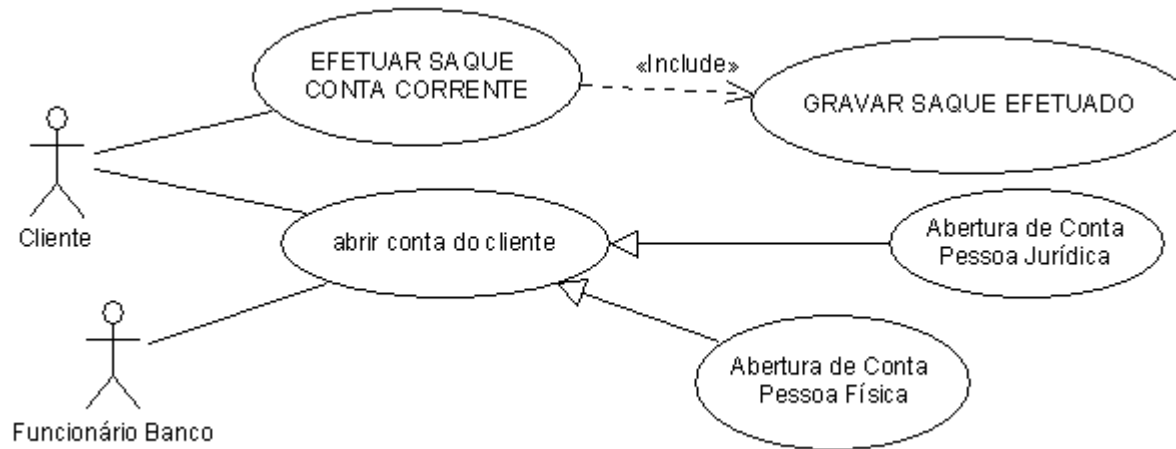 EFETUAR SAQUE
CONTA CORRENTE
«Include»
GRAVAR SAQUE EFETUADO
Cliente
abrir conta do cliente
Abertura de Conta
Pessoa Jurídica
Abertura de Conta
Pessoa Física
Funcionário Banco